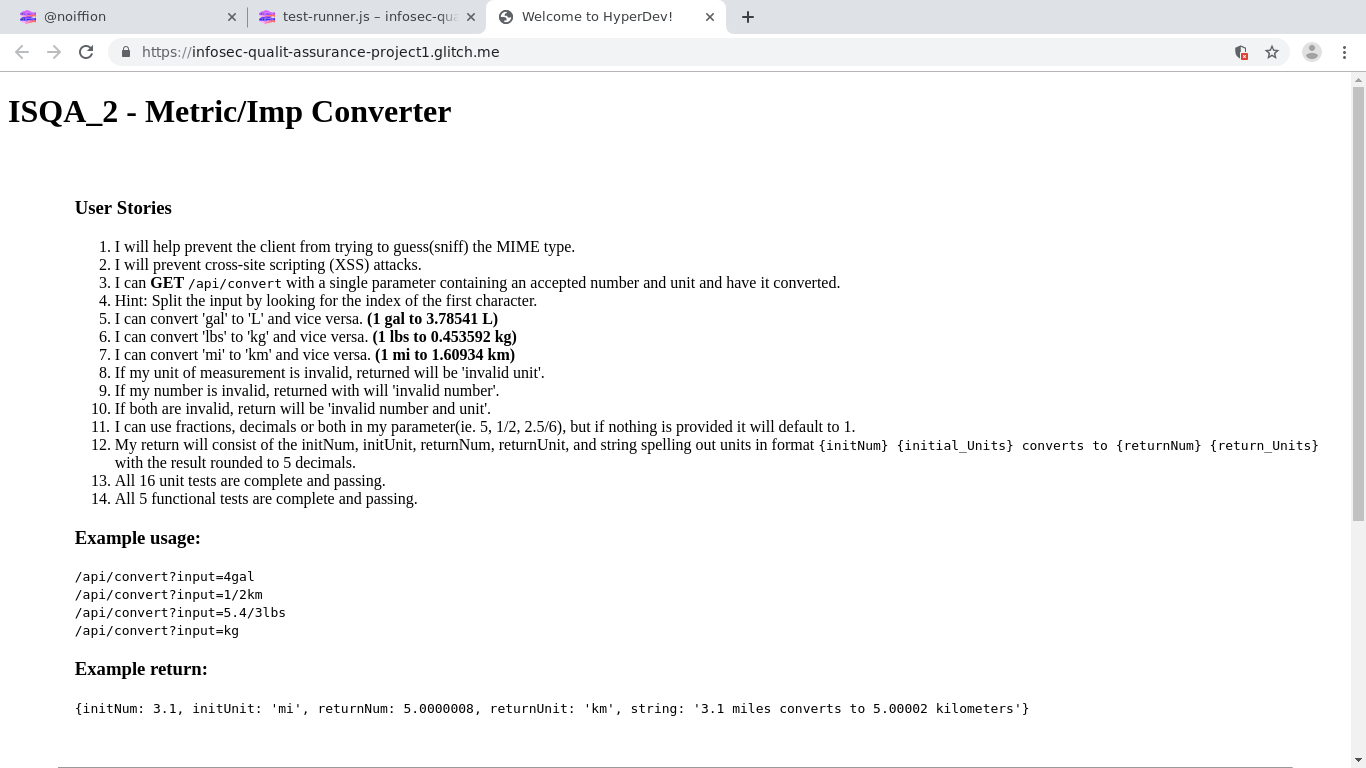 @noiffion
test-runner.js – infosec-qua
Welcome to HyperDev!
https://infosec-qualit-assurance-project1.glitch.me
ISQA_2 - Metric/Imp Converter
User Stories
1. I will help prevent the client from trying to guess(sniff) the MIME type.
2. I will prevent cross-site scripting (XSS) attacks.
3. I can GET /api/convert with a single parameter containing an accepted number and unit and have it converted.
4. Hint: Split the input by looking for the index of the first character.
5. I can convert 'gal' to 'L' and vice versa. (1 gal to 3.78541 L)
6. I can convert 'lbs' to 'kg' and vice versa. (1 lbs to 0.453592 kg)
7. I can convert 'mi' to 'km' and vice versa. (1 mi to 1.60934 km)
8. If my unit of measurement is invalid, returned will be 'invalid unit'.
9. If my number is invalid, returned with will 'invalid number'.
10. If both are invalid, return will be 'invalid number and unit'.
11. I can use fractions, decimals or both in my parameter(ie. 5, 1/2, 2.5/6), but if nothing is provided it will default to 1.
12. My return will consist of the initNum, initUnit, returnNum, returnUnit, and string spelling out units in format {initNum} {initial_Units} converts to {returnNum} {return_Units}
with the result rounded to 5 decimals.
13. All 16 unit tests are complete and passing.
14. All 5 functional tests are complete and passing.
Example usage:
/api/convert?input=4gal
/api/convert?input=1/2km
/api/convert?input=5.4/3lbs
/api/convert?input=kg
Example return:
{initNum: 3.1, initUnit: 'mi', returnNum: 5.0000008, returnUnit: 'km', string: '3.1 miles converts to 5.00002 kilometers'}